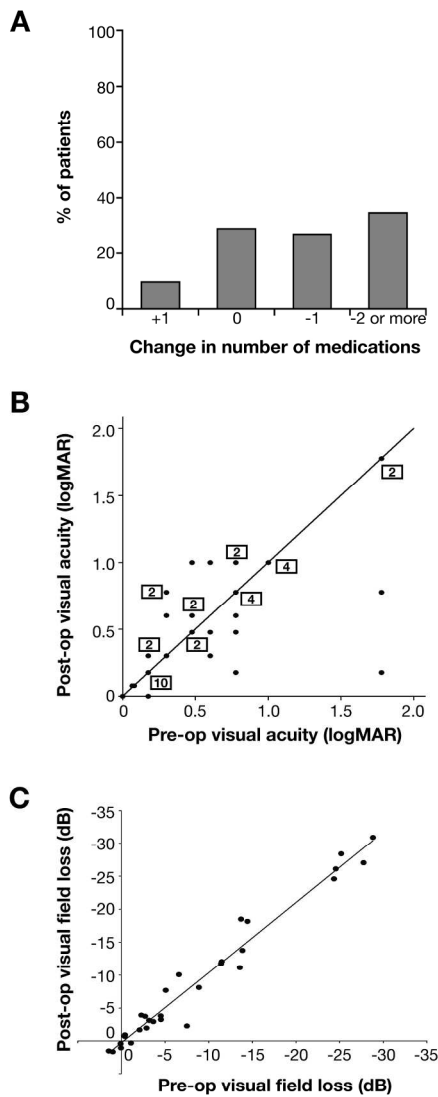 A
100
80
60
40
20
0
% of patients
+1 0 -1 -2 or more
Change in number of medications
B
2.0
1.5
1.0
0.5
0
Post-op visual acuity (logMAR)
2
2
4
2
4
2
2
2
10
0 0.5 1.0 1.5 2.0
Pre-op visual acuity (logMAR)
C
-35
-30
-25
-20
-15
-10
-5
0
Post-op visual field loss (dB)
0 -5 -10 -15 -20 -25 -30 -35
Pre-op visual field loss (dB)